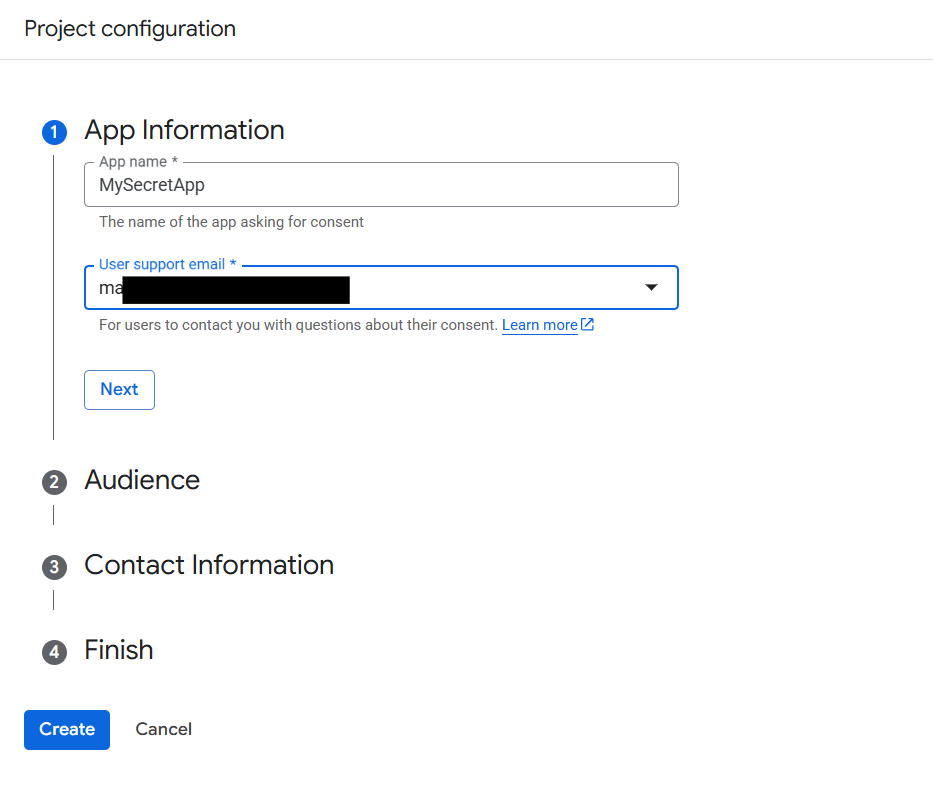 Project configuration
1 App Information
App name *
MySecretApp
The name of the app asking for consent
User support email *
ma
For users to contact you with questions about their consent. Learn more
Next
2 Audience
3 Contact Information
4 Finish
Create Cancel